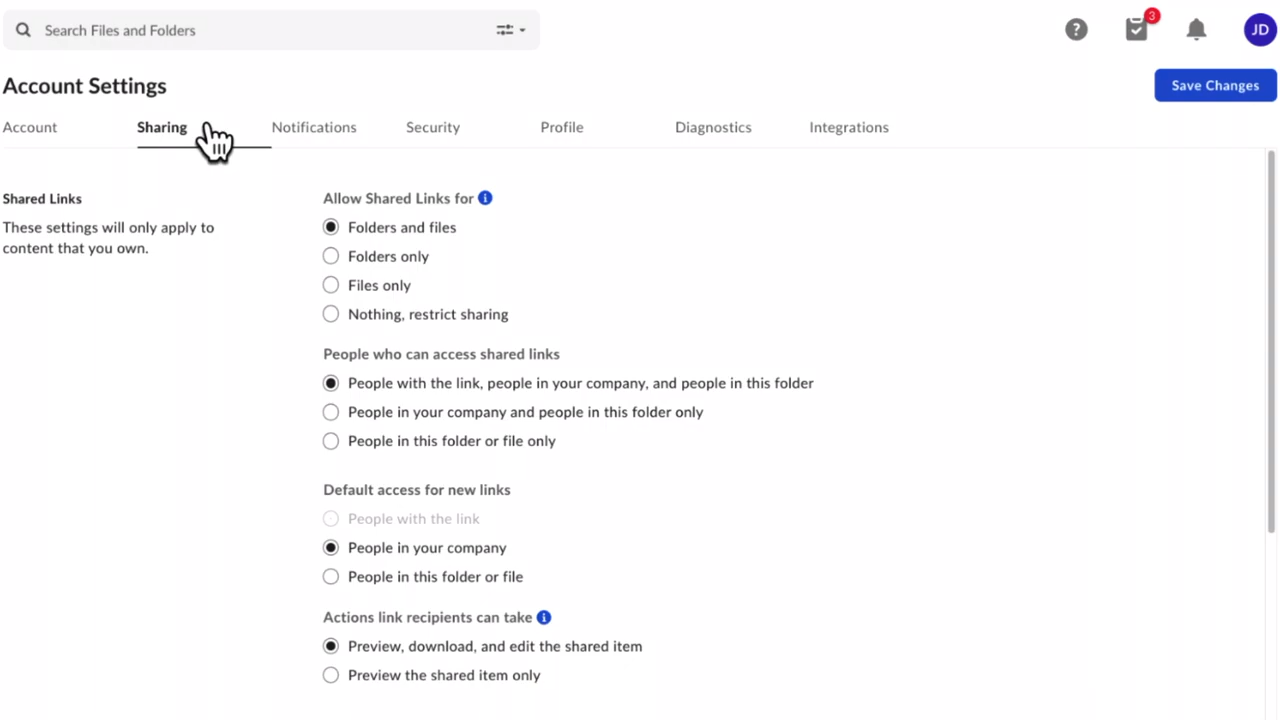 Search Files and Folders
3
JD
Account Settings
Save Changes
Account
Sharing
Notifications
Security
Profile
Diagnostics
Integrations
Shared Links
These settings will only apply to
content that you own.
Allow Shared Links for
Folders and files
Folders only
Files only
Nothing, restrict sharing
People who can access shared links
People with the link, people in your company, and people in this folder
People in your company and people in this folder only
People in this folder or file only
Default access for new links
People with the link
People in your company
People in this folder or file
Actions link recipients can take
Preview, download, and edit the shared item
Preview the shared item only